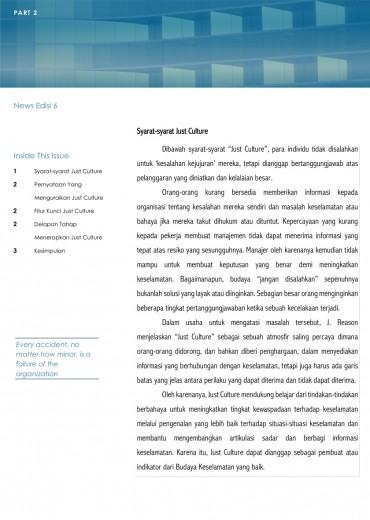 PART 2
News Edisi 6
Inside This Issue
1 Syarat-syarat Just Culture
2 Pernyataan Yang
Menguraikan Just Culture
2 Fitur Kunci Just Culture
2 Delapan Tahap
Menerapkan Just Culture
3 Kesimpulan
Every accident, no
matter how minor, is a
failure of the
organization
Syarat-syarat Just Culture
Dibawah syarat-syarat “Just Culture”, para individu tidak disalahkan
untuk ‘kesalahan kejujuran’ mereka, tetapi dianggap bertanggungjawab atas
pelanggaran yang diniatkan dan kelalaian besar.
Orang-orang kurang bersedia memberikan informasi kepada
organisasi tentang kesalahan mereka sendiri dan masalah keselamatan atau
bahaya jika mereka takut dihukum atau dituntut. Kepercayaan yang kurang
kepada pekerja membuat manajemen tidak dapat menerima informasi yang
tepat atas resiko yang sesungguhnya. Manajer oleh karenanya kemudian tidak
mampu untuk membuat keputusan yang benar demi meningkatkan
keselamatan. Bagaimanapun, budaya “jangan disalahkan” sepenuhnya
bukanlah solusi yang layak atau diinginkan. Sebagian besar orang menginginkan
beberapa tingkat pertanggungjawaban ketika sebuah kecelakaan terjadi.
Dalam usaha untuk mengatasi masalah tersebut, J. Reason
menjelaskan “Just Culture” sebagai sebuah atmosfir saling percaya dimana
orang-orang didorong, dan bahkan diberi penghargaan, dalam menyediakan
informasi yang berhubungan dengan keselamatan, tetapi juga harus ada garis
batas yang jelas antara perilaku yang dapat diterima dan tidak dapat diterima.
Oleh karenanya, Just Culture mendukung belajar dari tindakan-tindakan
berbahaya untuk meningkatkan tingkat kewaspadaan terhadap keselamatan
melalui pengenalan yang lebih baik terhadap situasi-situasi keselamatan dan
membantu mengembangkan artikulasi sadar dan berbagi informasi
keselamatan. Karena itu, Just Culture dapat dianggap sebagai pembuat atau
indikator dari Budaya Keselamatan yang baik.